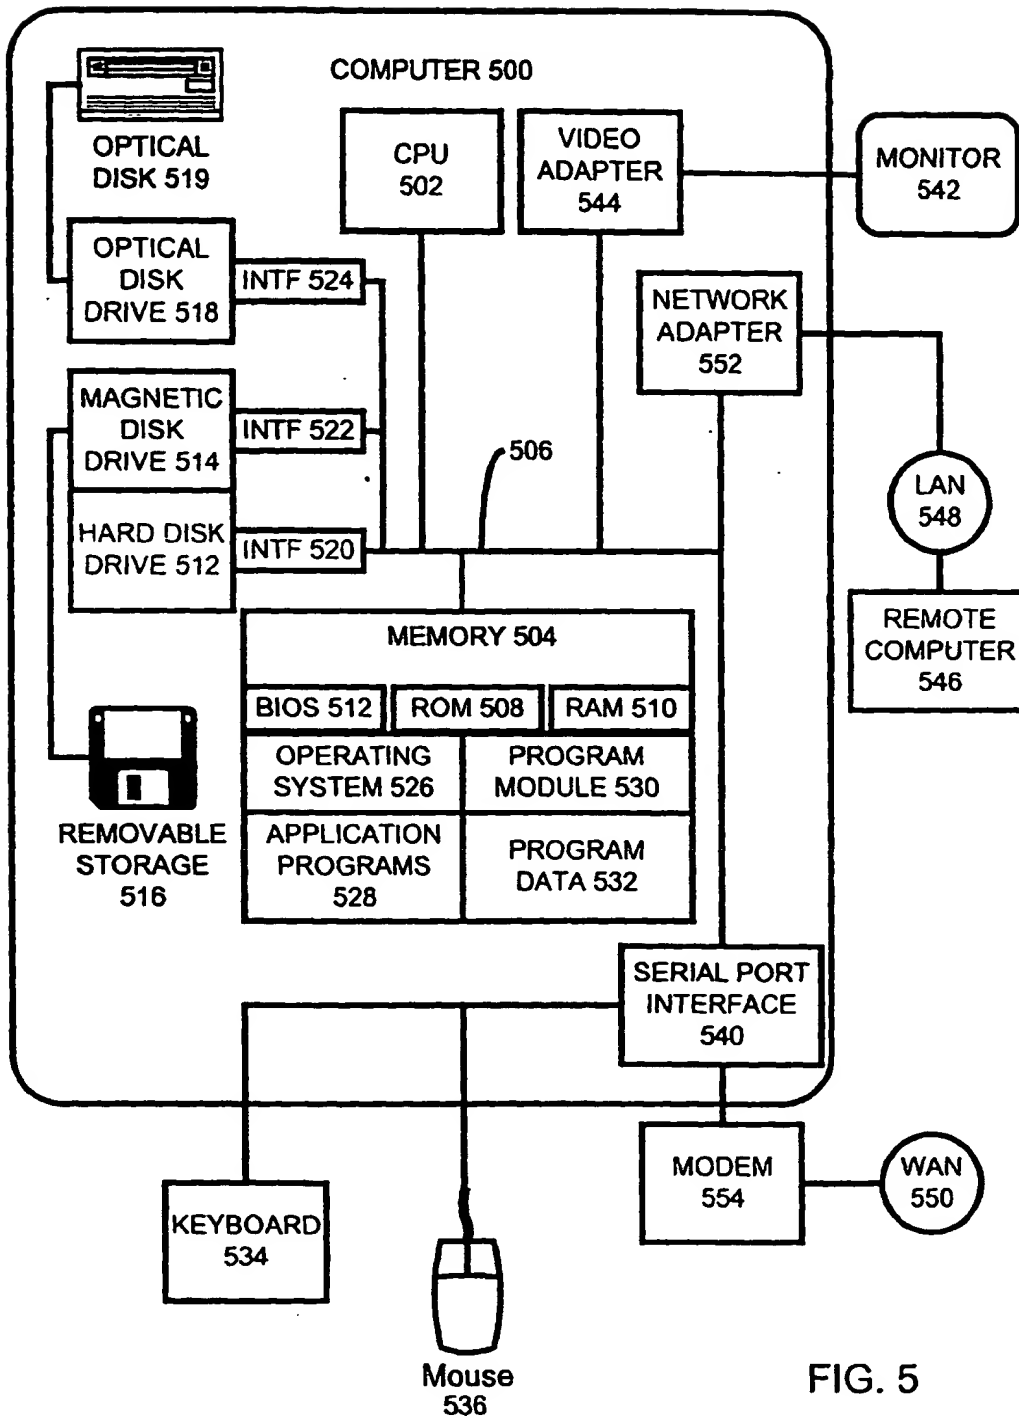 COMPUTER 500
OPTICAL
DISK 519
CPU
502
VIDEO
ADAPTER
544
MONITOR
542
OPTICAL
DISK
DRIVE 518
INTF 524
NETWORK
ADAPTER
552
MAGNETIC
DISK
DRIVE 514
INTF 522
506
LAN
548
HARD DISK
DRIVE 512
INTF 520
REMOTE
COMPUTER
546
MEMORY 504
BIOS 512
ROM 508
RAM 510
OPERATING
SYSTEM 526
PROGRAM
MODULE 530
APPLICATION
PROGRAMS
528
PROGRAM
DATA 532
REMOVABLE
STORAGE
516
SERIAL PORT
INTERFACE
540
MODEM
554
WAN
550
KEYBOARD
534
Mouse
536
FIG. 5